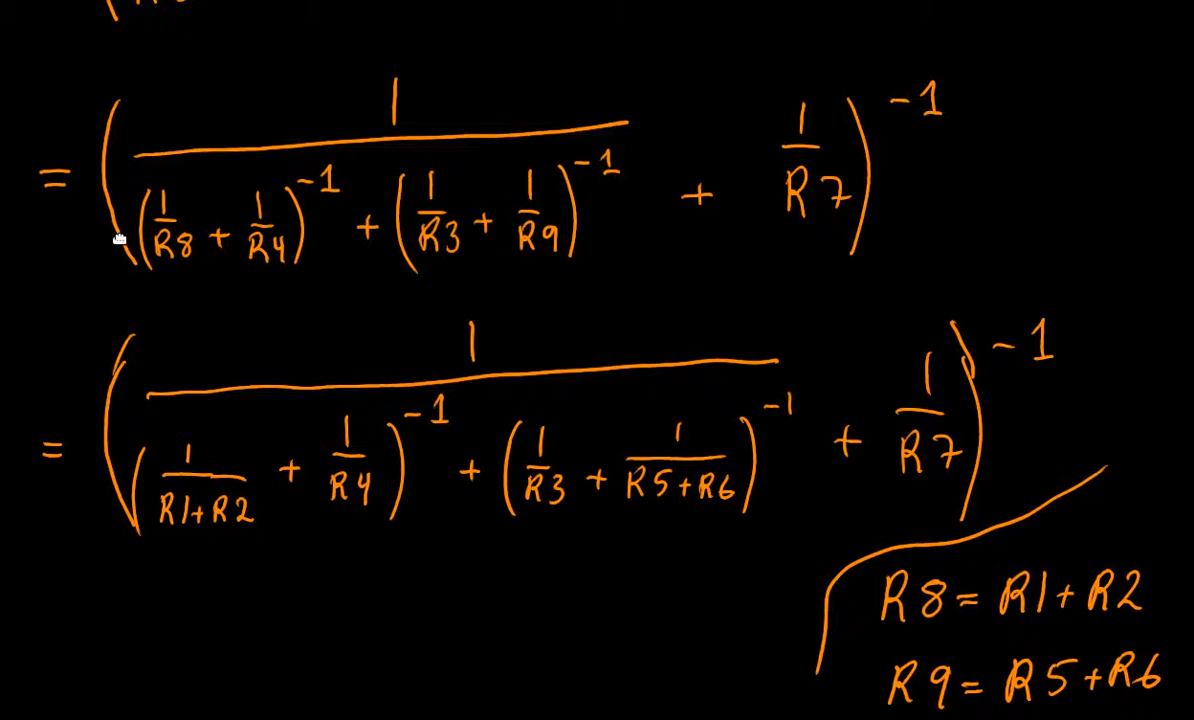 = ( 1 / ( (1/R8 + 1/R4)^-1 + (1/R3 + 1/R9)^-1 ) + 1/R7 )^-1
= ( 1 / ( (1/(R1+R2) + 1/R4)^-1 + (1/R3 + 1/(R5+R6))^-1 ) + 1/R7 )^-1
R8 = R1+R2
R9 = R5+R6